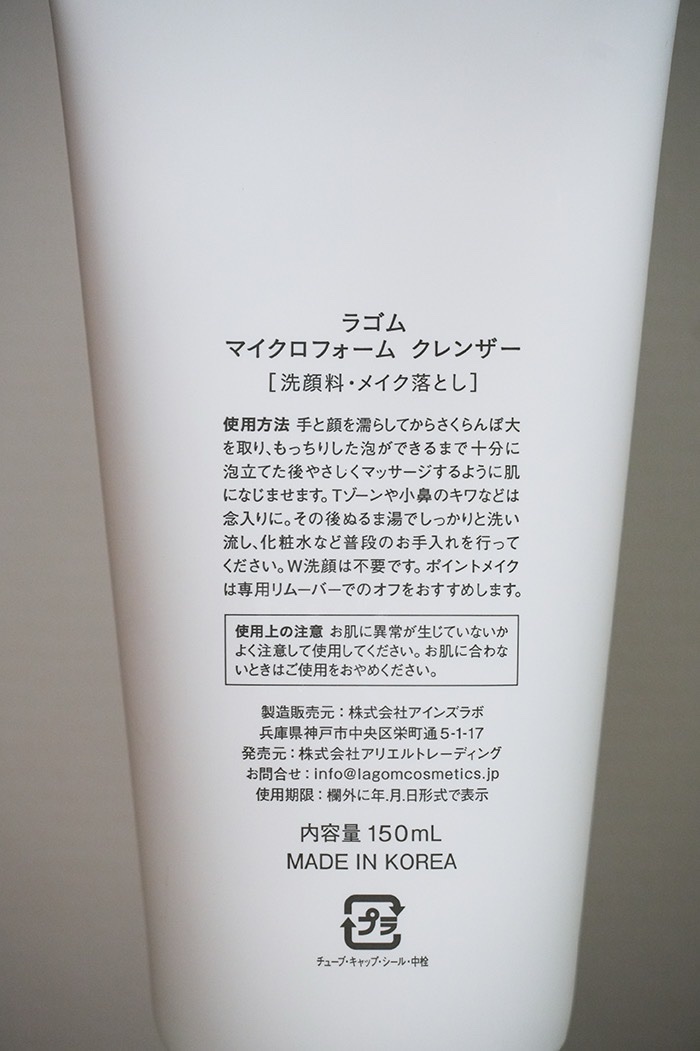 ラゴム
マイクロフォーム クレンザー
[洗顔料・メイク落とし]
使用方法 手と顔を濡らしてからさくらんぼ大
を取り、もっちりした泡ができるまで十分に
泡立てた後やさしくマッサージするように肌
になじませます。Tゾーンや小鼻のキワなどは
念入りに。その後ぬるま湯でしっかりと洗い
流し、化粧水など普段のお手入れを行って
ください。W洗顔は不要です。ポイントメイク
は専用リムーバーでのオフをおすすめします。
使用上の注意 お肌に異常が生じていないか
よく注意して使用してください。お肌に合わな
いときはご使用をおやめください。
製造販売元：株式会社アインズラボ
兵庫県神戸市中央区栄町通5-1-17
発売元：株式会社アリエルトレーディング
お問合せ：info@lagomcosmetics.jp
使用期限：欄外に年.月.日形式で表示
内容量 150mL
MADE IN KOREA
プラ
チューブ・キャップ・シール・中栓